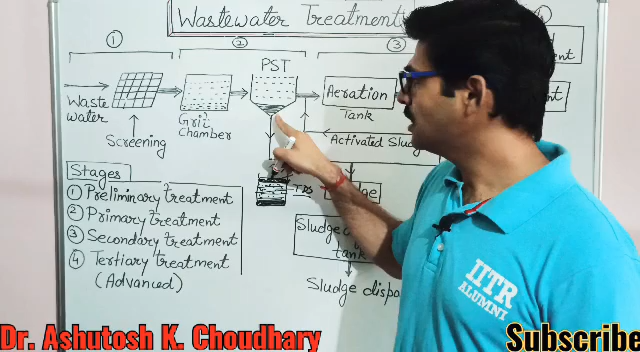 Wastewater Treatment
① ② ③
PST
Waste water
Screening
Grit Chamber
Aeration
Tank
Activated Sludg
Sludge
tank
Sludge dispo
Stages
① Preliminary treatment
② Primary treatment
③ Secondary treatment
④ Tertiary treatment
(Advanced)
IITR
ALUMNI
Dr. Ashutosh K. Choudhary
Subscribe